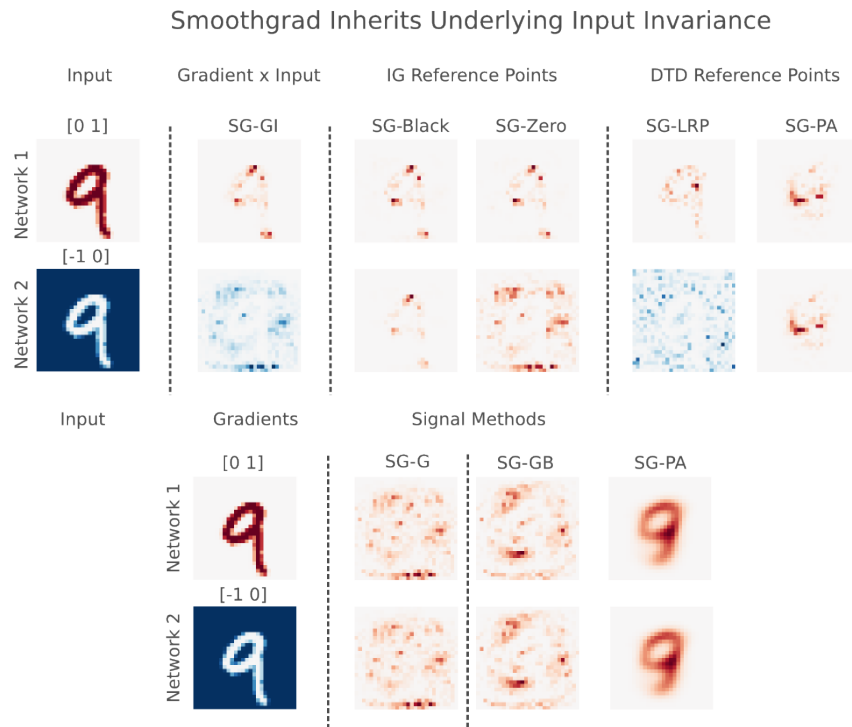 Smoothgrad Inherits Underlying Input Invariance
Input Gradient x Input IG Reference Points DTD Reference Points
[0 1] SG-GI SG-Black SG-Zero SG-LRP SG-PA
Network 1
[-1 0]
Network 2
Input Gradients Signal Methods
[0 1] SG-G SG-GB SG-PA
Network 1
[-1 0]
Network 2